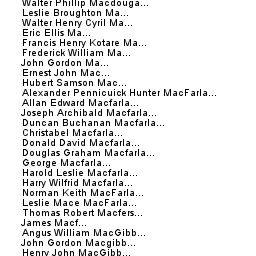 Walter Phillip Macdouga...
Leslie Broughton Ma...
Walter Henry Cyril Ma...
Eric Ellis Ma...
Francis Henry Kotare Ma...
Frederick William Ma...
John Gordon Ma...
Ernest John Mac...
Hubert Samson Mac...
Alexander Pennicuick Hunter MacFarla...
Allan Edward Macfarla...
Joseph Archibald Macfarla...
Duncan Buchanan Macfarla...
Christabel Macfarla...
Donald David Macfarla...
Douglas Graham Macfarla...
George Macfarla...
Harold Leslie Macfarla...
Harry Wilfrid Macfarla...
Norman Keith MacFarla...
Leslie Mace MacFarla...
Thomas Robert Macfers...
James Macf...
Angus William MacGibb...
John Gordon Macgibb...
Henry John MacGibb...